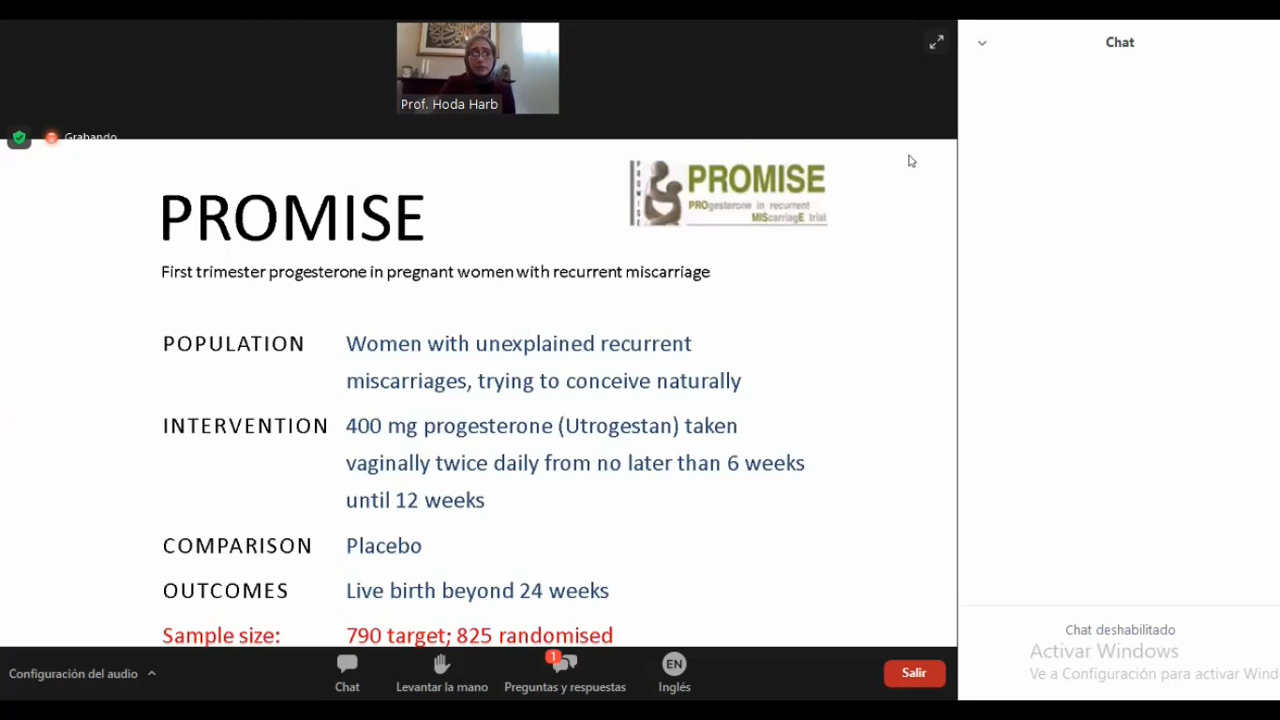 Chat
Prof. Hoda Harb
Grabando
PROMISE
PROMISE
PROMISE
PROgesterone in recurrent
MIScarriagE trial
First trimester progesterone in pregnant women with recurrent miscarriage
POPULATION Women with unexplained recurrent
miscarriages, trying to conceive naturally
INTERVENTION 400 mg progesterone (Utrogestan) taken
vaginally twice daily from no later than 6 weeks
until 12 weeks
COMPARISON Placebo
OUTCOMES Live birth beyond 24 weeks
Sample size: 790 target; 825 randomised
Chat deshabilitado
Activar Windows
Ve a Configuración para activar Wind
Configuración del audio
Chat
Levantar la mano
1
Preguntas y respuestas
EN
Inglés
Salir